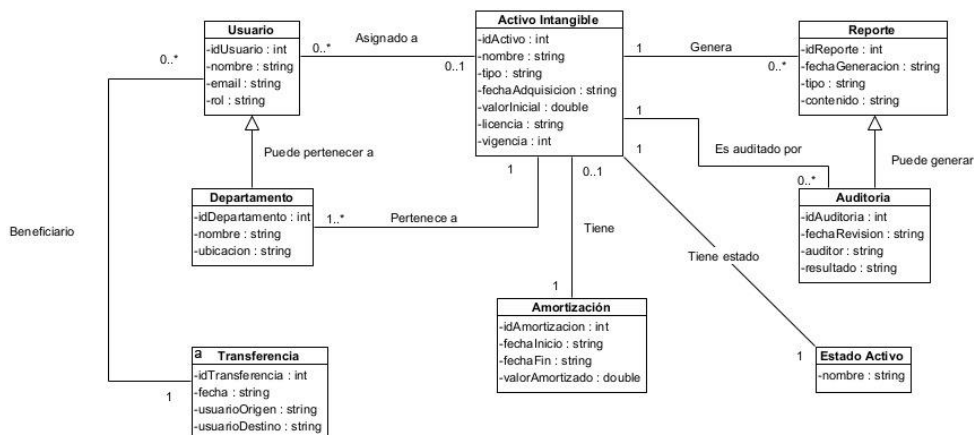 Usuario
-idUsuario : int
-nombre : string
-email : string
-rol : string
0..*
Asignado a
0..1
0..*
Activo Intangible
-idActivo : int
-nombre : string
-tipo : string
-fechaAdquisicion : string
-valorInicial : double
-licencia : string
-vigencia : int
1
Genera
0..*
Reporte
-idReporte : int
-fechaGeneracion : string
-tipo : string
-contenido : string
1
Es auditado por
0..*
Puede generar
Puede pertenecer a
Departamento
-idDepartamento : int
-nombre : string
-ubicacion : string
1..*
Pertenece a
1
0..1
Tiene
1
1
Tiene estado
1
Auditoria
-idAuditoria : int
-fechaRevision : string
-auditor : string
-resultado : string
Beneficiario
Amortización
-idAmortizacion : int
-fechaInicio : string
-fechaFin : string
-valorAmortizado : double
Estado Activo
-nombre : string
a Transferencia
-idTransferencia : int
-fecha : string
-usuarioOrigen : string
-usuarioDestino : string
1